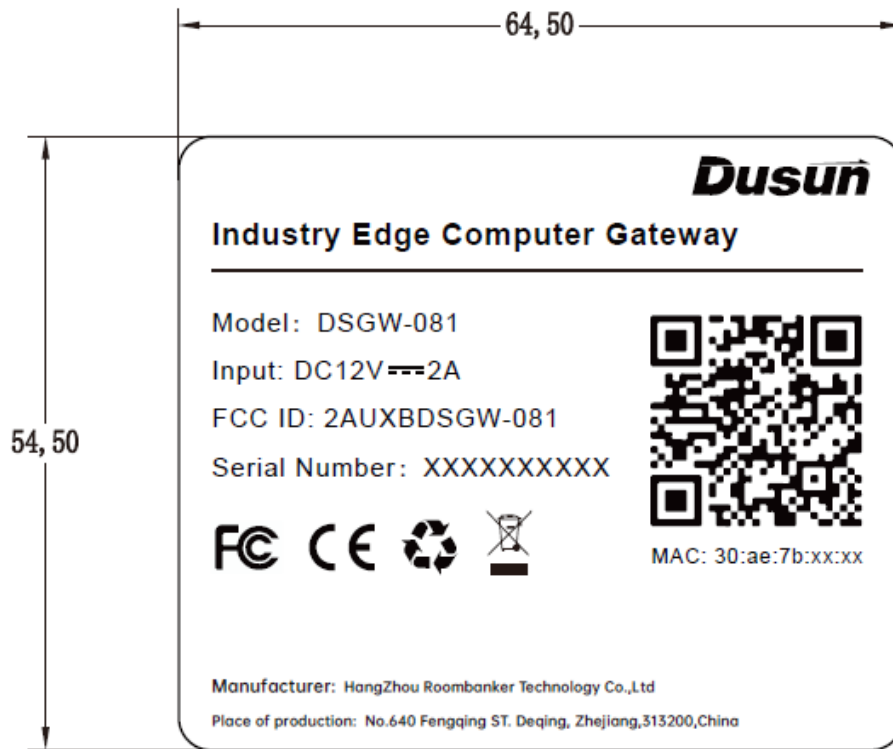 64,50
54,50
Dusun
Industry Edge Computer Gateway
Model: DSGW-081
Input: DC12V⎓2A
FCC ID: 2AUXBDSGW-081
Serial Number: XXXXXXXXXX
FC CE
MAC: 30:ae:7b:xx:xx
Manufacturer: HangZhou Roombanker Technology Co.,Ltd
Place of production: No.640 Fengqing ST. Deqing, Zhejiang,313200,China